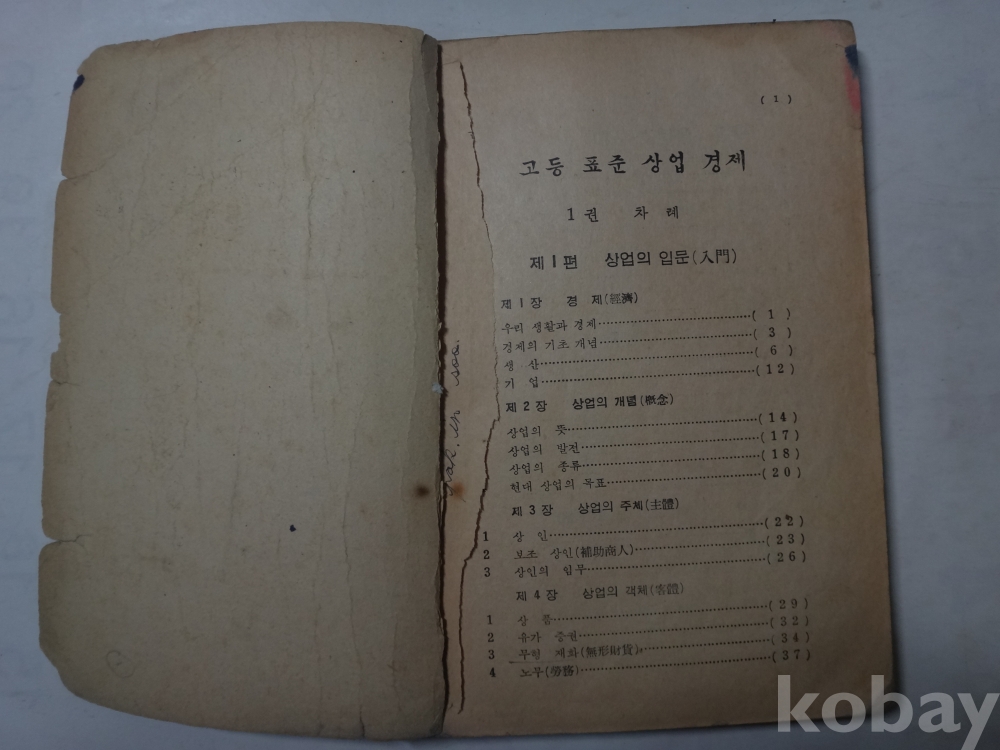 ( 1 )
고등 표준 상업 경제
1권 차례
제1편 상업의 입문(入門)
제1장 경제(經濟)
우리 생활과 경제……………………( 1 )
경제의 기초 개념……………………( 3 )
생 산……………………( 6 )
기 업……………………(12)
제2장 상업의 개념(槪念)
상업의 뜻……………………(14)
상업의 발전……………………(17)
상업의 종류……………………(18)
현대 상업의 목표……………………(20)
제3장 상업의 주체(主體)
1 상 인……………………(22)
2 보조 상인(補助商人)……………………(23)
3 상인의 임무……………………(26)
제4장 상업의 객체(客體)
1 상 품……………………(29)
2 유가 증권……………………(32)
3 무형 재화(無形財貨)……………………(34)
4 노무(勞務)……………………(37)
soo.
kobay